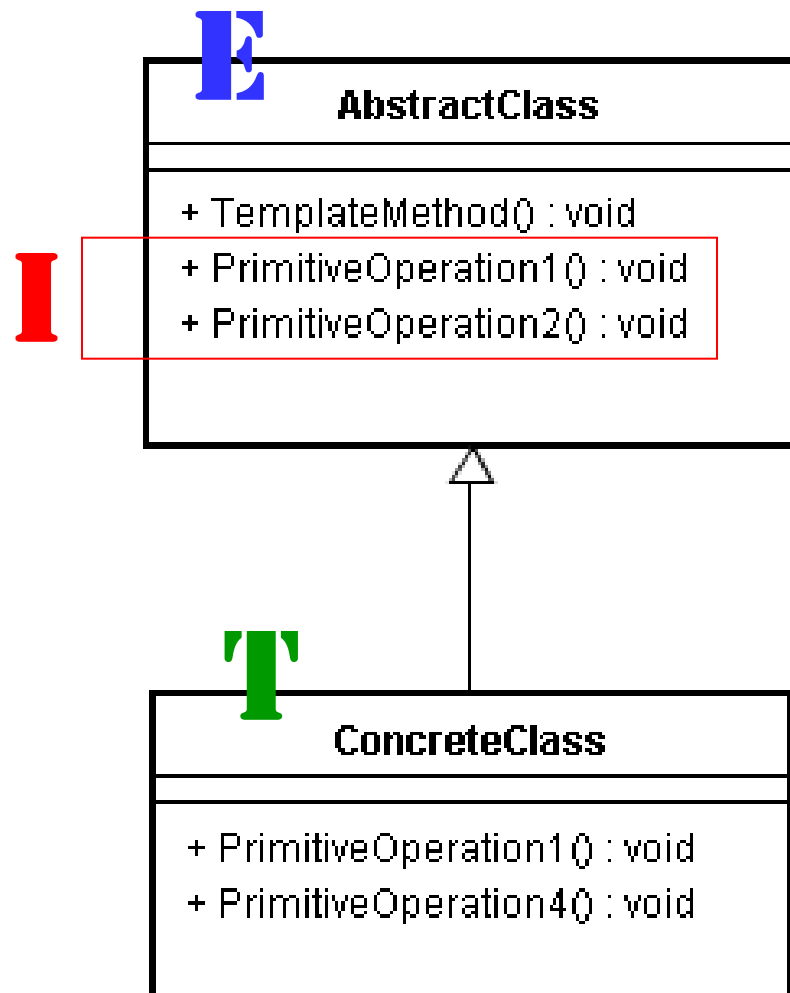 E
AbstractClass
+ TemplateMethod() : void
I
+ PrimitiveOperation1() : void
+ PrimitiveOperation2() : void
T
ConcreteClass
+ PrimitiveOperation1() : void
+ PrimitiveOperation4() : void